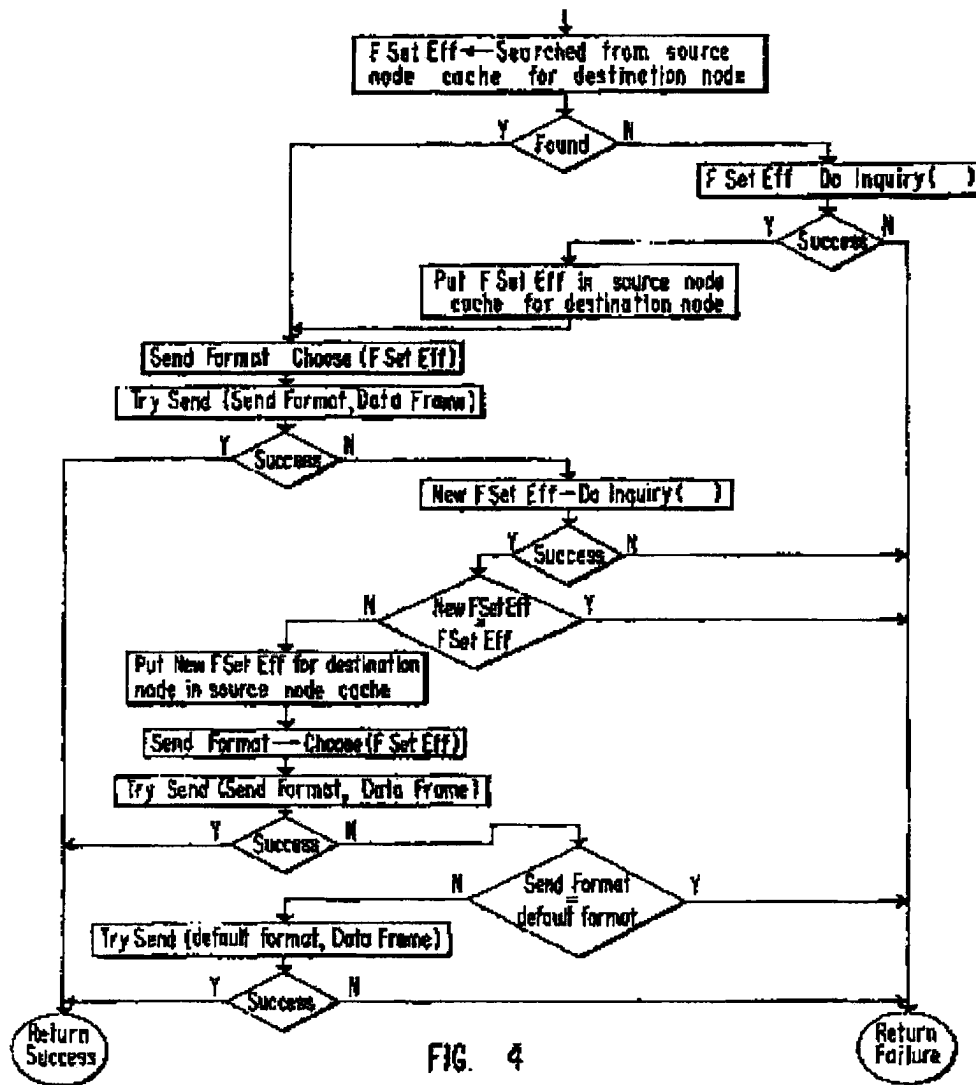 F Set Eff ← Searched from source
node cache for destination node
Y
Found
N
F Set Eff Do Inquiry( )
Y
Success
N
Put F Set Eff in source node
cache for destination node
Send Format Choose (F Set Eff)
Try Send (Send Format, Data Frame)
Y
Success
N
New F Set Eff - Do Inquiry( )
Y
Success
N
N
New F Set Eff
=
F Set Eff
Y
Put New F Set Eff for destination
node in source node cache
Send Format — Choose (F Set Eff)
Try Send (Send Format, Data Frame)
Y
Success
N
N
Send Format
=
default format
Y
Try Send (default format, Data Frame)
Y
Success
N
Return
Success
Return
Failure
FIG. 4